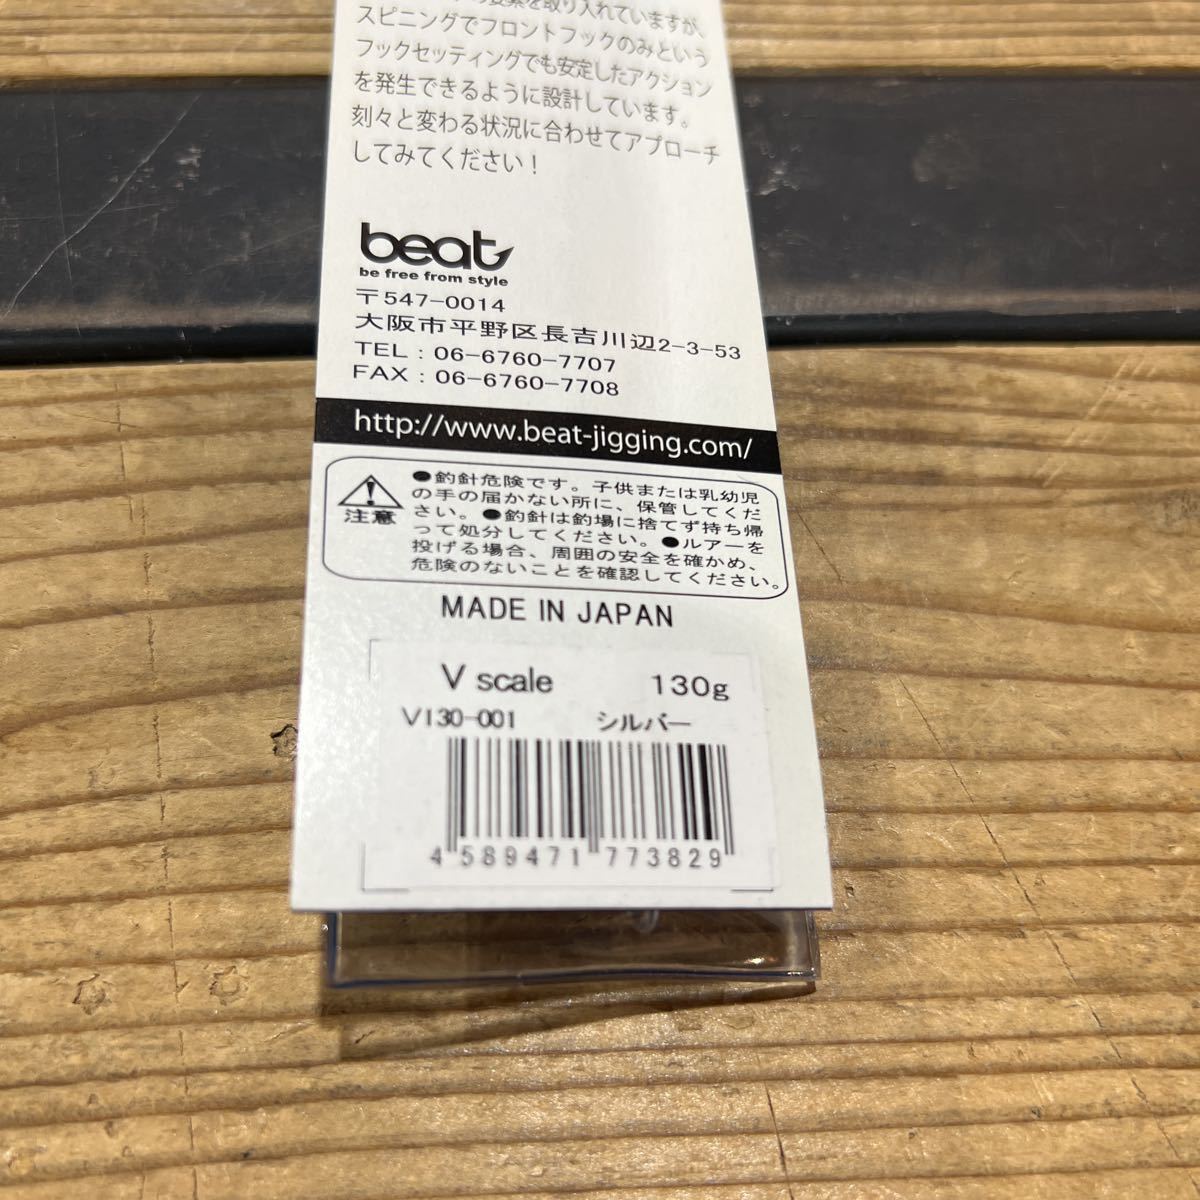 を取り入れていますが、
スピニングでフロントフックのみという
フックセッティングでも安定したアクション
を発生できるように設計しています。
刻々と変わる状況に合わせてアプローチ
してみてください！
beat
be free from style
〒547-0014
大阪市平野区長吉川辺2-3-53
TEL：06-6760-7707
FAX：06-6760-7708
http://www.beat-jigging.com/
注意
●釣針危険です。子供または乳幼児
の手の届かない所に、保管してくだ
さい。●釣針は釣場に捨てず持ち帰
って処分してください。●ルアーを
投げる場合、周囲の安全を確かめ、
危険のないことを確認してください。
MADE IN JAPAN
V scale 130g
V130-001 シルバー
4 589471 773829